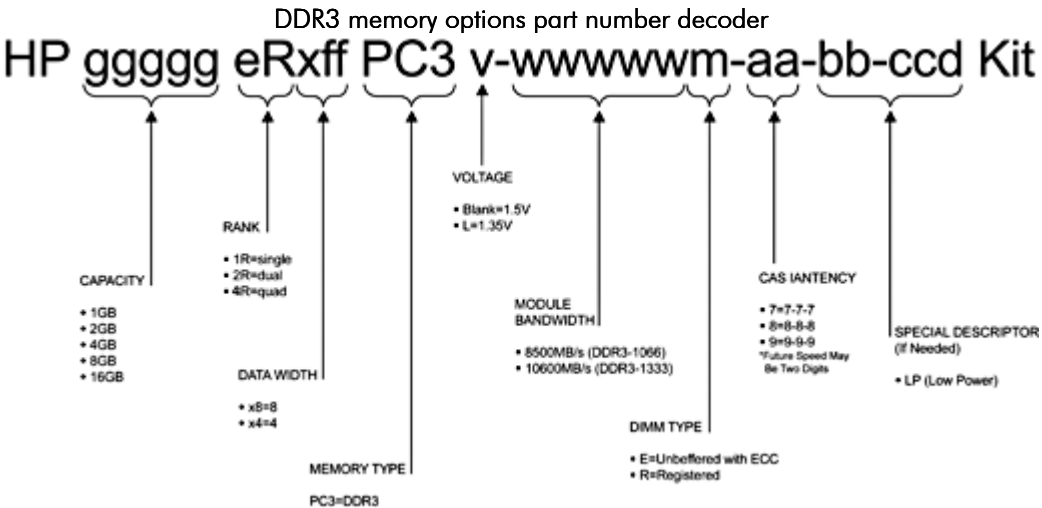 DDR3 memory options part number decoder
HP ggggg eRxff PC3 v-wwwwwm-aa-bb-ccd Kit
VOLTAGE
▪ Blank=1.5V
▪ L=1.35V
RANK
▪ 1R=single
▪ 2R=dual
▪ 4R=quad
CAPACITY
+ 1GB
+ 2GB
+ 4GB
+ 8GB
+ 16GB
CAS IANTENCY
▪ 7=7-7-7
▪ 8=8-8-8
▪ 9=9-9-9
*Future Speed May
Be Two Digits
MODULE
BANDWIDTH
▪ 8500MB/s (DDR3-1066)
▪ 10600MB/s (DDR3-1333)
SPECIAL DESCRIPTOR
(If Needed)
▪ LP (Low Power)
DATA WIDTH
+ x8=8
+ x4=4
DIMM TYPE
▪ E=Unbeffered with ECC
▪ R=Registered
MEMORY TYPE
PC3=DDR3